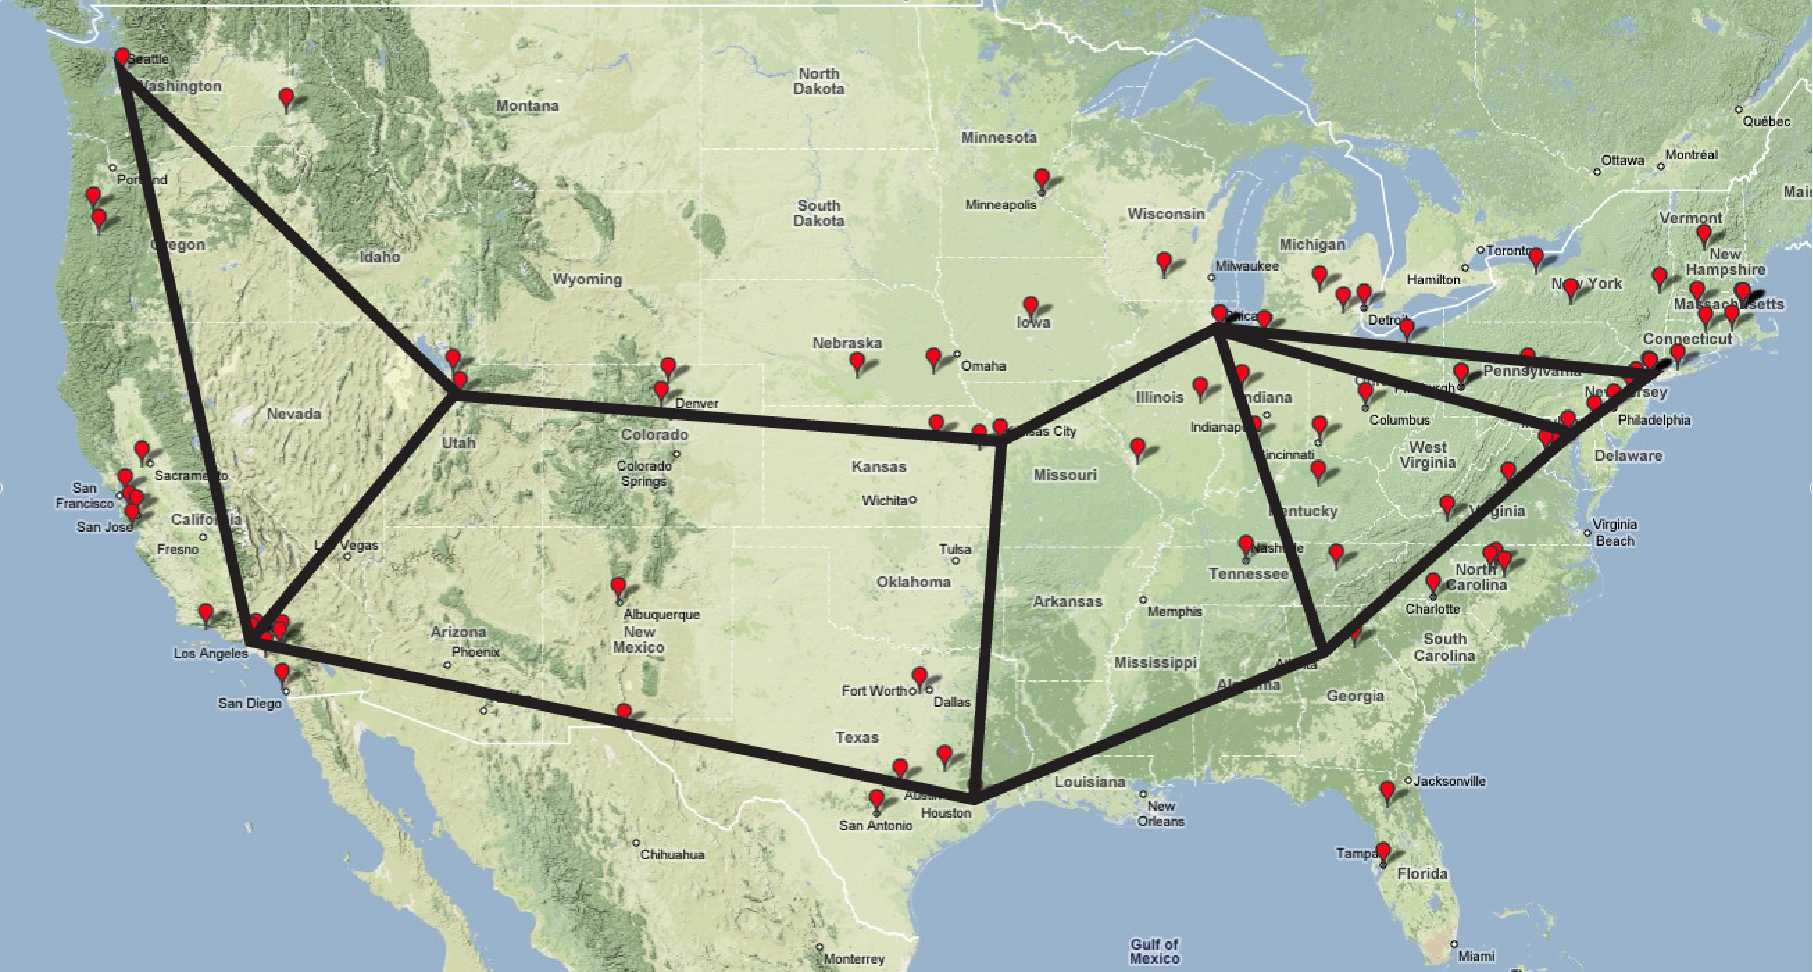 Seattle
Washington
Montana
North
Dakota
Minnesota
Québec
Ottawa
Montréal
Portland
Minneapolis
South
Dakota
Wisconsin
Vermont
Oregon
Idaho
Michigan
Toronto
New
Hampshire
Milwaukee
Hamilton
Wyoming
New York
Massachusetts
Iowa
Detroit
Nebraska
Connecticut
Omaha
Pennsylvania
Illinois
Indiana
Denver
Nevada
Columbus
Philadelphia
Utah
Colorado
Kansas City
Indianapolis
West
Virginia
Delaware
Cincinnati
Colorado
Springs
Kansas
Missouri
Sacramento
San
Francisco
Wichita
San Jose
California
Kentucky
Virginia
Virginia
Beach
Fresno
Las Vegas
Tulsa
Nashville
Tennessee
North
Carolina
Oklahoma
Arkansas
Memphis
Charlotte
Albuquerque
Arizona
New
Mexico
Phoenix
Los Angeles
South
Carolina
Mississippi
Atlanta
Alabama
Georgia
Fort Worth
Dallas
San Diego
Texas
Louisiana
Jacksonville
Austin
Houston
New
Orleans
San Antonio
Chihuahua
Tampa
Florida
Gulf of
Mexico
Monterrey
Miami